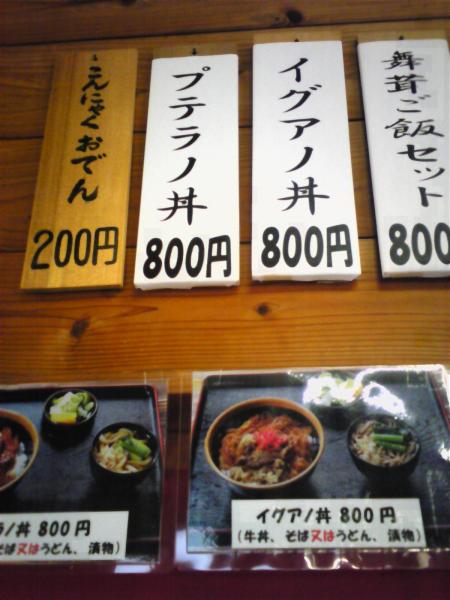 こんにゃくおでん
200円
プテラノ丼
800円
イグアノ丼
800円
舞茸ご飯セット
800
ラノ丼 800円
そば又はうどん、漬物)
イグアノ丼 800円
(牛丼、そば又はうどん、漬物)